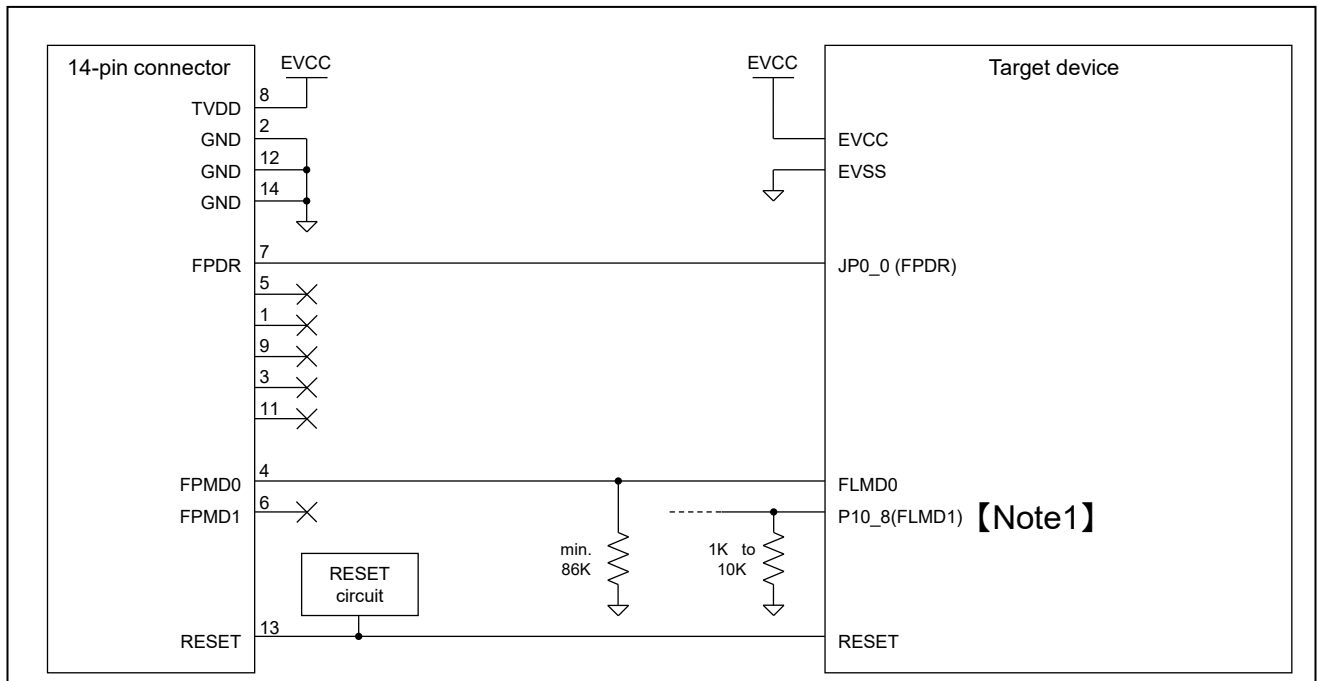 14-pin connector
EVCC
EVCC
Target device
TVDD
8
GND
2
EVCC
GND
12
EVSS
GND
14
FPDR
7
JP0_0 (FPDR)
5
1
9
3
11
FPMD0
4
FLMD0
FPMD1
6
P10_8(FLMD1)【Note1】
min.
86K
1K to
10K
RESET
circuit
RESET
13
RESET